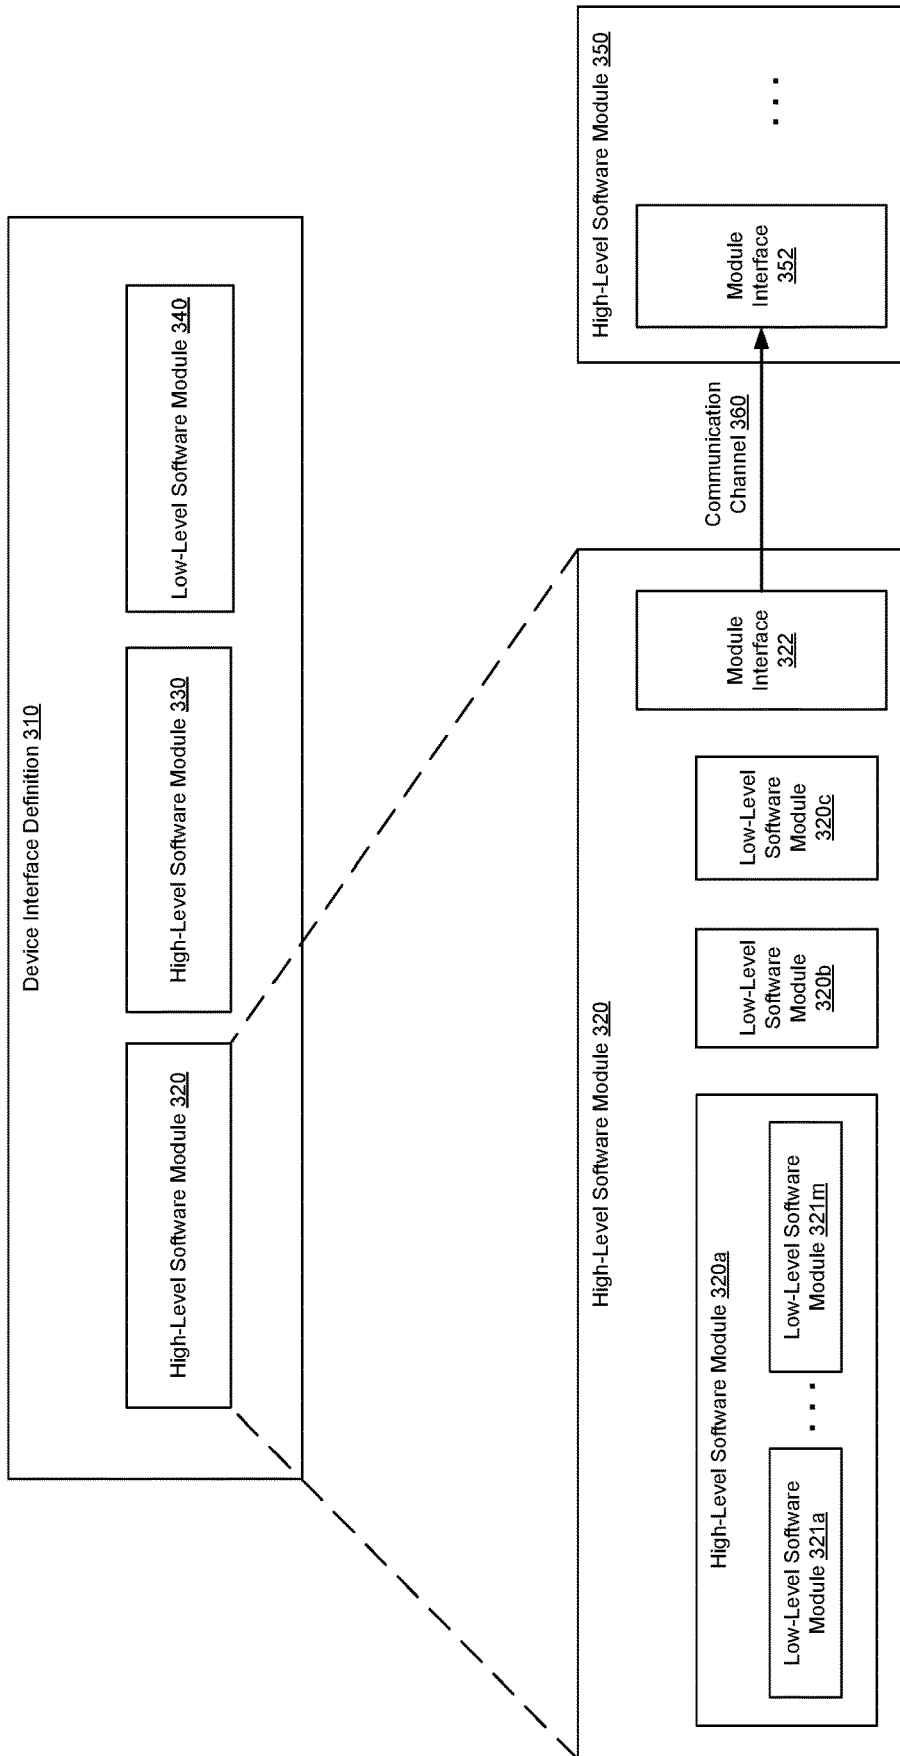 Device Interface Definition 310
High-Level Software Module 320
High-Level Software Module 330
Low-Level Software Module 340
High-Level Software Module 320
High-Level Software Module 320a
Low-Level Software
Module 321a
. . .
Low-Level Software
Module 321m
Low-Level
Software
Module
320b
Low-Level
Software
Module
320c
Module
Interface
322
Communication
Channel 360
High-Level Software Module 350
Module
Interface
352
. . .